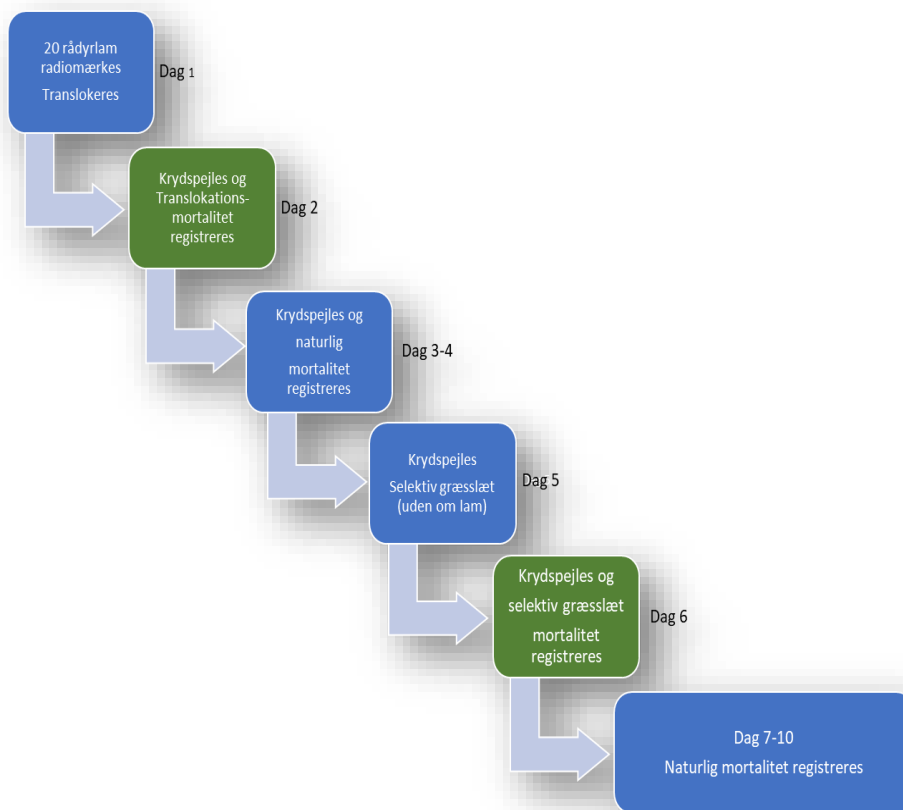 20 rådyrlam
radiomærkes
Translokeres
Dag 1
Krydspejles og
Translokations-
mortalitet
registreres
Dag 2
Krydspejles og
naturlig
mortalitet
registreres
Dag 3-4
Krydspejles
Selektiv græsslæt
(uden om lam)
Dag 5
Krydspejles og
selektiv græsslæt
mortalitet
registreres
Dag 6
Dag 7-10
Naturlig mortalitet registreres